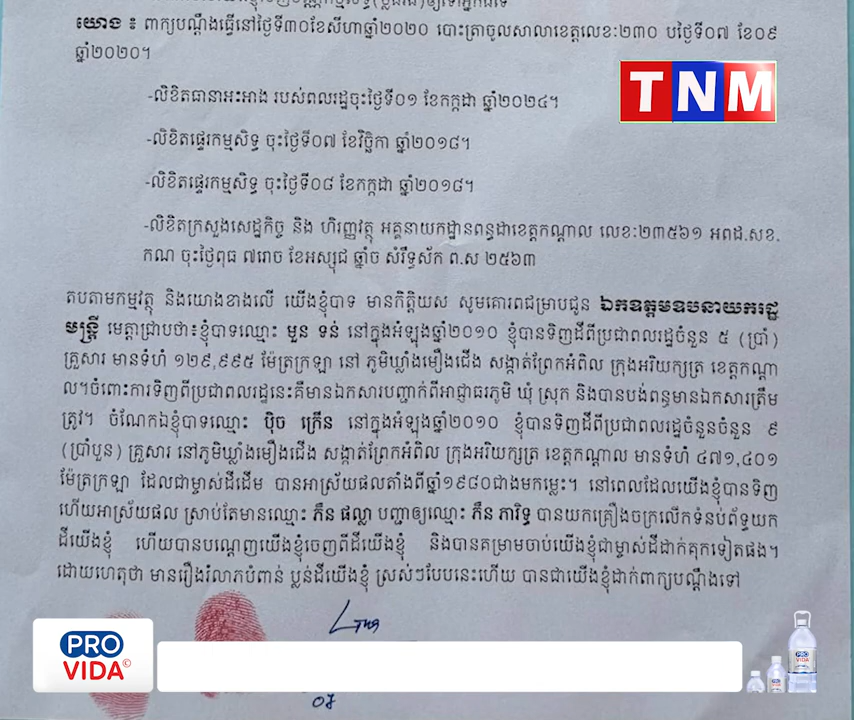 យោង ៖ ពាក្យបណ្តឹងធ្វើនៅថ្ងៃទី៣០ខែសីហាឆ្នាំ២០២០ បោះត្រាចូលសាលាខេត្តលេខ:២៣០ បថ្ងៃទី០៧ ខែ០៩
ឆ្នាំ២០២០។
TNM
-លិខិតធានាអះអាង របស់ពលរដ្ឋចុះថ្ងៃទី០១ ខែកក្កដា ឆ្នាំ២០២៤។
-លិខិតផ្ទេរកម្មសិទ្ធ ចុះថ្ងៃទី០៧ ខែវិច្ឆិកា ឆ្នាំ២០១៨។
-លិខិតផ្ទេរកម្មសិទ្ធ ចុះថ្ងៃទី០៨ ខែកក្កដា ឆ្នាំ២០១៨។
-លិខិតក្រសួងសេដ្ឋកិច្ច និង ហិរញ្ញវត្ថុ អគ្គនាយកដ្ឋានពន្ធដារខេត្តកណ្តាល លេខ:២៣៥៦១ អពដ.សខ.
កណ ចុះថ្ងៃពុធ ៧រោច ខែអស្សុជ ឆ្នាំច សំរឹទ្ធស័ក ព.ស ២៥៦៣
តបតាមកម្មវត្ថុ និងយោងខាងលើ យើងខ្ញុំបាទ មានកិត្តិយស សូមគោរពជម្រាបជូន ឯកឧត្តមឧបនាយករដ្ឋ
មន្ត្រី មេត្តាជ្រាបថា៖ខ្ញុំបាទឈ្មោះ មួន ទន់ នៅក្នុងអំឡុងឆ្នាំ២០១០ ខ្ញុំបានទិញដីពីប្រជាពលរដ្ឋចំនួន ៥ (ប្រាំ)
គ្រួសារ មានទំហំ ១២៩,៩៩៥ ម៉ែត្រក្រឡា នៅ ភូមិឃ្លាំងមឿងជើង សង្កាត់ព្រែកអំពិល ក្រុងអរិយក្សត្រ ខេត្តកណ្តា
ល។ចំពោះការទិញពីប្រជាពលរដ្ឋនេះគឺមានឯកសារបញ្ជាក់ពីអាជ្ញាធរភូមិ ឃុំ ស្រុក និងបានបង់ពន្ធមានឯកសារត្រឹម
ត្រូវ។ ចំណែកឯខ្ញុំបាទឈ្មោះ ប៉ិច ក្រើន នៅក្នុងអំឡុងឆ្នាំ២០១០ ខ្ញុំបានទិញដីពីប្រជាពលរដ្ឋចំនួនចំនួន ៩
(ប្រាំបួន) គ្រួសារ នៅភូមិឃ្លាំងមឿងជើង សង្កាត់ព្រែកអំពិល ក្រុងអរិយក្សត្រ ខេត្តកណ្តាល មានទំហំ ៤៧១,៤០១
ម៉ែត្រក្រឡា ដែលជាម្ចាស់ដីដើម បានអាស្រ័យផលតាំងពីឆ្នាំ១៩៨០ជាងមកម្លេះ។ នៅពេលដែលយើងខ្ញុំបានទិញ
ហើយអាស្រ័យផល ស្រាប់តែមានឈ្មោះ ភឺន ផល្លា បញ្ជាឲ្យឈ្មោះ ភឺន ភារិទ្ធ បានយកគ្រឿងចក្រលើកទំនប់ព័ទ្ធយក
ដីយើងខ្ញុំ ហើយបានបណ្តេញយើងខ្ញុំចេញពីដីយើងខ្ញុំ និងបានគម្រាមចាប់យើងខ្ញុំជាម្ចាស់ដីដាក់គុកទៀតផង។
ដោយហេតុថា មានរឿងរំលោភបំពាន់ ប្លន់ដីយើងខ្ញុំ ស្រស់ៗបែបនេះហើយ បានជាយើងខ្ញុំដាក់ពាក្យបណ្តឹងទៅ
PRO
VIDA©